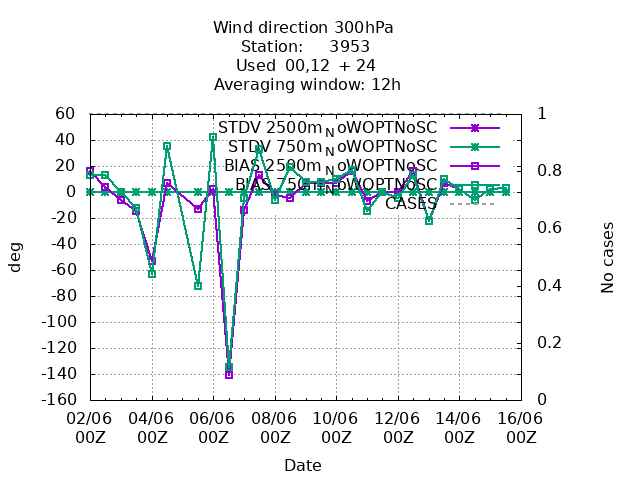 Wind direction 300hPa
Station: 3953
Used 00,12 + 24
Averaging window: 12h
60
40
20
0
-20
-40
-60
-80
-100
-120
-140
-160
deg
STDV 2500m_NoWOPTNoSC
STDV 750m_NoWOPTNoSC
BIAS 2500m_NoWOPTNoSC
BIAS 750m_NoWOPTNoSC
CASES
1
0.8
0.6
0.4
0.2
0
No cases
02/06 04/06 06/06 08/06 10/06 12/06 14/06 16/06
00Z 00Z 00Z 00Z 00Z 00Z 00Z 00Z
Date